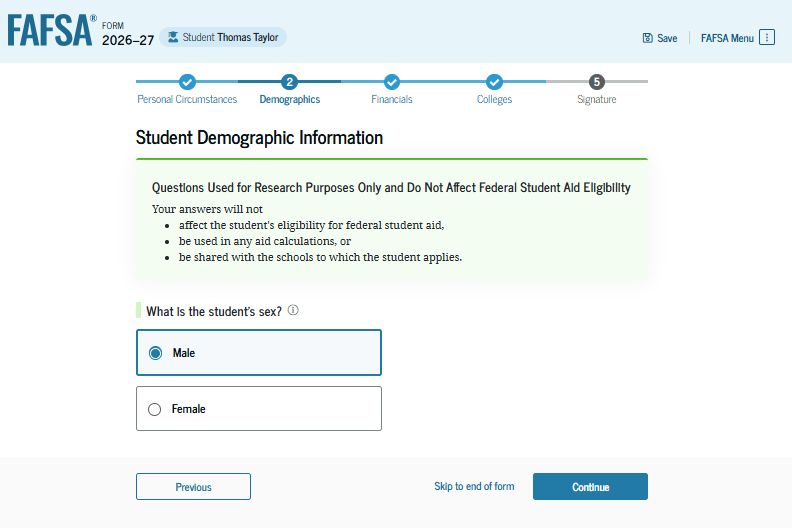 FAFSA® FORM
2026–27
Student Thomas Taylor
Save
FAFSA Menu
2
5
Personal Circumstances
Demographics
Financials
Colleges
Signature
Student Demographic Information
Questions Used for Research Purposes Only and Do Not Affect Federal Student Aid Eligibility
Your answers will not
• affect the student's eligibility for federal student aid,
• be used in any aid calculations, or
• be shared with the schools to which the student applies.
What is the student's sex?
Male
Female
Previous
Skip to end of form
Continue